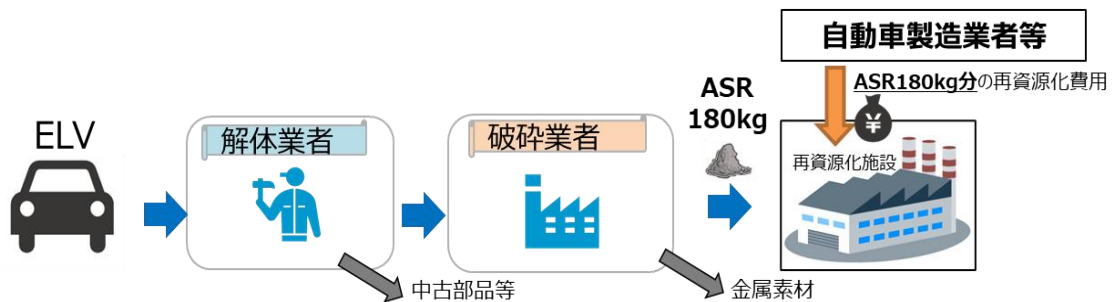 自動車製造業者等
ASR180kg分の再資源化費用
ASR
180kg
ELV
解体業者
破砕業者
¥
再資源化施設
中古部品等
金属素材